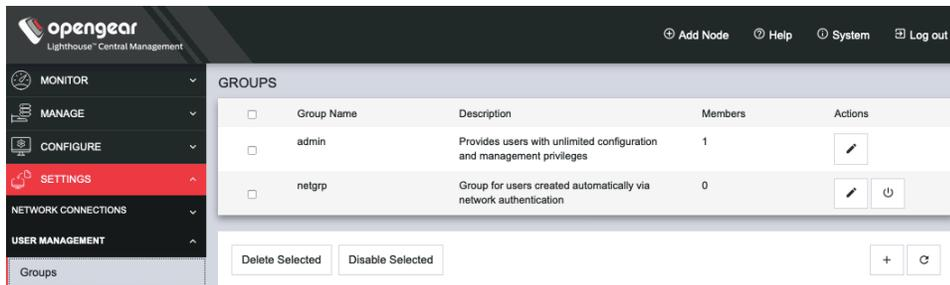 opengear
Lighthouse™ Central Management
Add Node Help System Log out
MONITOR
MANAGE
CONFIGURE
SETTINGS
NETWORK CONNECTIONS
USER MANAGEMENT
Groups
GROUPS
Group Name Description Members Actions
admin Provides users with unlimited configuration 1
and management privileges
netgrp Group for users created automatically via 0
network authentication
Delete Selected Disable Selected